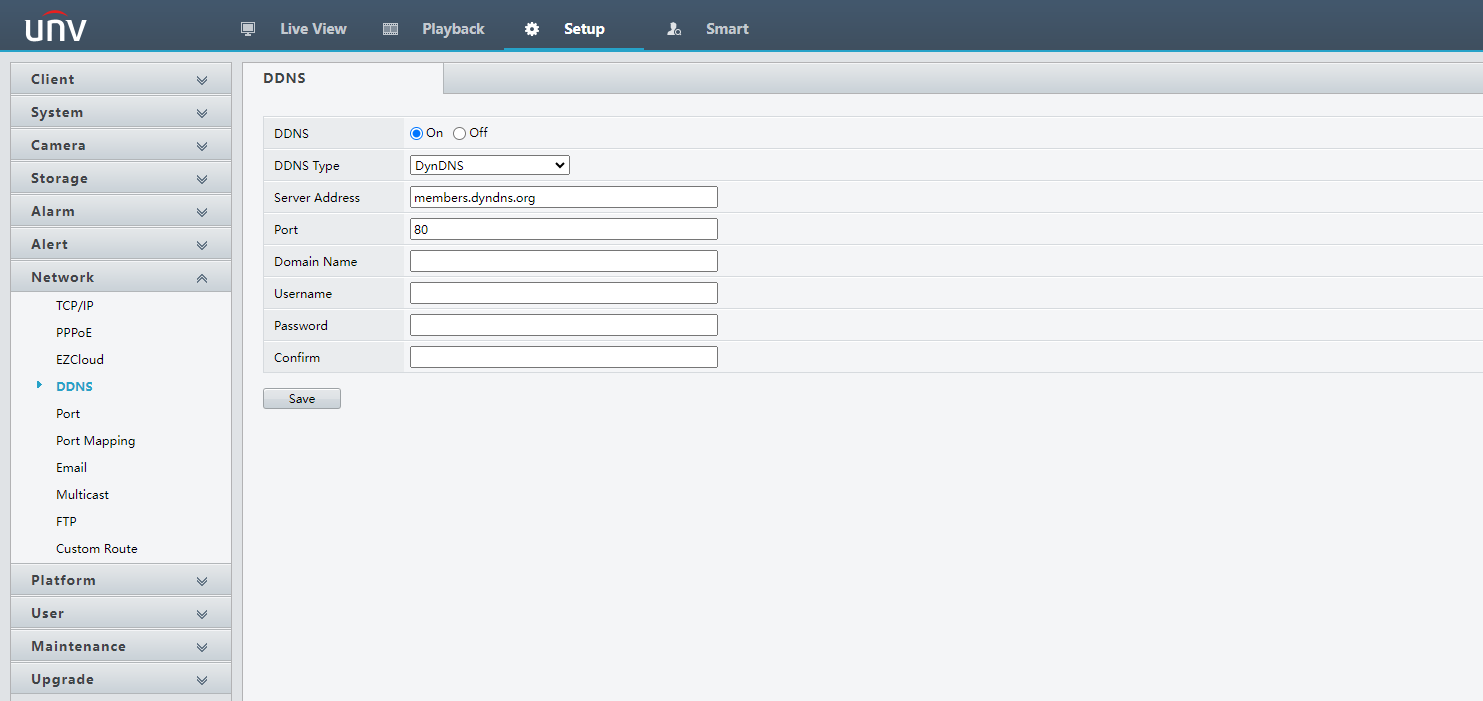 unv
Live View
Playback
Setup
Smart
Client
System
Camera
Storage
Alarm
Alert
Network
TCP/IP
PPPoE
EZCloud
DDNS
Port
Port Mapping
Email
Multicast
FTP
Custom Route
Platform
User
Maintenance
Upgrade
DDNS
DDNS On Off
DDNS Type DynDNS
Server Address members.dyndns.org
Port 80
Domain Name
Username
Password
Confirm
Save